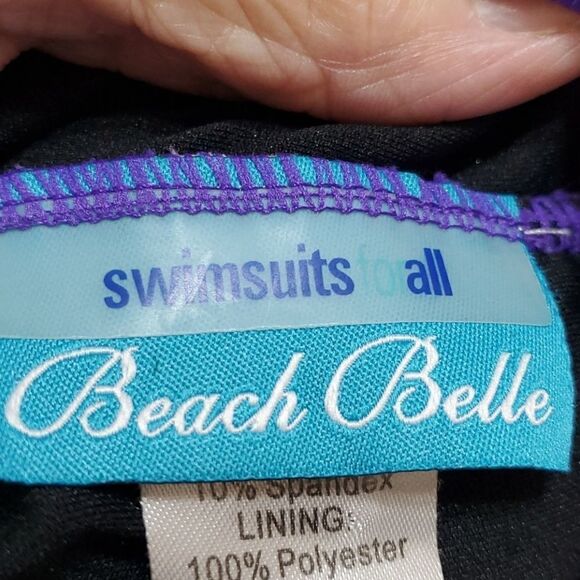 swimsuitsforall
Beach Belle
10% Spandex
LINING:
100% Polyester